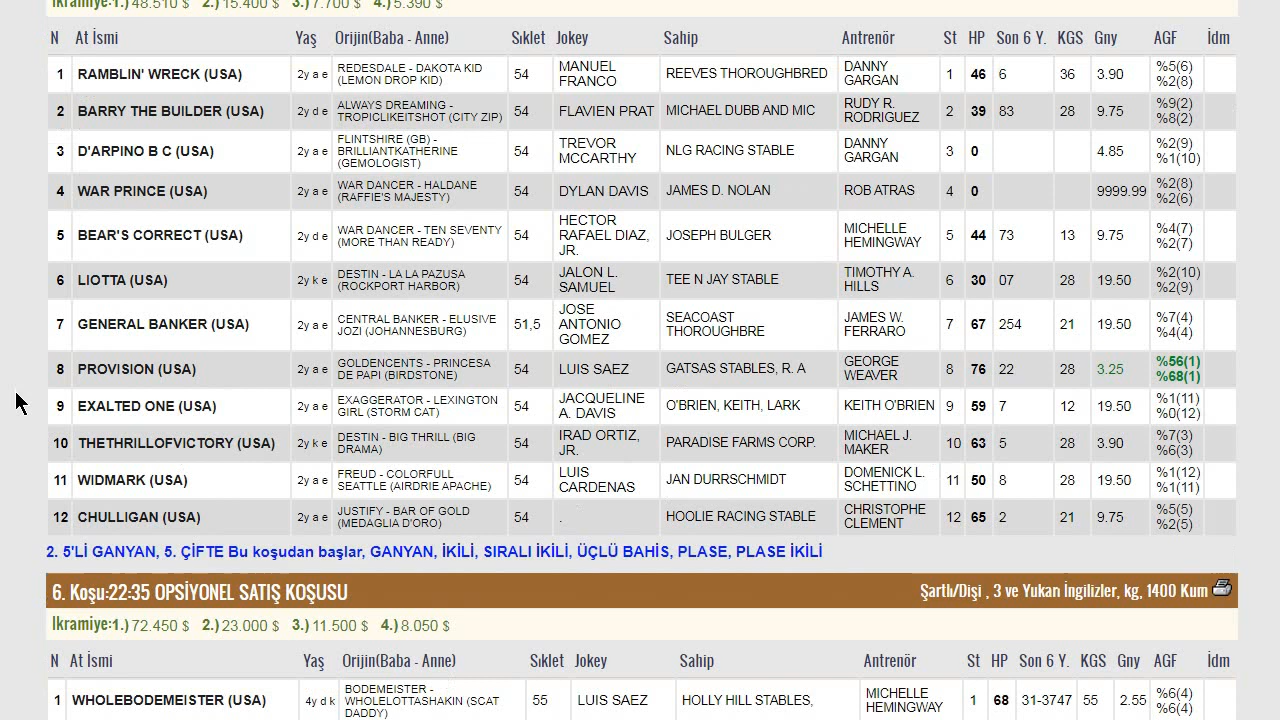 İkramiye:1.) 48.510 $ 2.) 15.400 $ 3.) 7.700 $ 4.) 5.390 $
N At İsmi Yaş Orijin(Baba - Anne) Sıklet Jokey Sahip Antrenör St HP Son 6 Y. KGS Gny AGF İdm
1 RAMBLIN' WRECK (USA) 2y a e REDESDALE - DAKOTA KID (LEMON DROP KID) 54 MANUEL FRANCO REEVES THOROUGHBRED DANNY GARGAN 1 46 6 36 3.90 %5(6) %2(8)
2 BARRY THE BUILDER (USA) 2y d e ALWAYS DREAMING - TROPICLIKEITSHOT (CITY ZIP) 54 FLAVIEN PRAT MICHAEL DUBB AND MIC RUDY R. RODRIGUEZ 2 39 83 28 9.75 %9(2) %8(2)
3 D'ARPINO B C (USA) 2y a e FLINTSHIRE (GB) - BRILLIANTKATHERINE (GEMOLOGIST) 54 TREVOR MCCARTHY NLG RACING STABLE DANNY GARGAN 3 0 4.85 %2(9) %1(10)
4 WAR PRINCE (USA) 2y a e WAR DANCER - HALDANE (RAFFIE'S MAJESTY) 54 DYLAN DAVIS JAMES D. NOLAN ROB ATRAS 4 0 9999.99 %2(8) %2(6)
5 BEAR'S CORRECT (USA) 2y d e WAR DANCER - TEN SEVENTY (MORE THAN READY) 54 HECTOR RAFAEL DIAZ, JR. JOSEPH BULGER MICHELLE HEMINGWAY 5 44 73 13 9.75 %4(7) %2(7)
6 LIOTTA (USA) 2y k e DESTIN - LA LA PAZUSA (ROCKPORT HARBOR) 54 JALON L. SAMUEL TEE N JAY STABLE TIMOTHY A. HILLS 6 30 07 28 19.50 %2(10) %2(9)
7 GENERAL BANKER (USA) 2y a e CENTRAL BANKER - ELUSIVE JOZI (JOHANNESBURG) 51,5 JOSE ANTONIO GOMEZ SEACOAST THOROUGHBRE JAMES W. FERRARO 7 67 254 21 19.50 %7(4) %4(4)
8 PROVISION (USA) 2y a e GOLDENCENTS - PRINCESA DE PAPI (BIRDSTONE) 54 LUIS SAEZ GATSAS STABLES, R. A GEORGE WEAVER 8 76 22 28 3.25 %56(1) %68(1)
9 EXALTED ONE (USA) 2y a e EXAGGERATOR - LEXINGTON GIRL (STORM CAT) 54 JACQUELINE A. DAVIS O'BRIEN, KEITH, LARK KEITH O'BRIEN 9 59 7 12 19.50 %1(11) %0(12)
10 THETHRILLOFVICTORY (USA) 2y k e DESTIN - BIG THRILL (BIG DRAMA) 54 IRAD ORTIZ, JR. PARADISE FARMS CORP. MICHAEL J. MAKER 10 63 5 28 3.90 %7(3) %6(3)
11 WIDMARK (USA) 2y a e FREUD - COLORFULL SEATTLE (AIRDRIE APACHE) 54 LUIS CARDENAS JAN DURRSCHMIDT DOMENICK L. SCHETTINO 11 50 8 28 19.50 %1(12) %1(11)
12 CHULLIGAN (USA) 2y a e JUSTIFY - BAR OF GOLD (MEDAGLIA D'ORO) 54 . HOOLIE RACING STABLE CHRISTOPHE CLEMENT 12 65 2 21 9.75 %5(5) %2(5)
2. 5'Lİ GANYAN, 5. ÇİFTE Bu koşudan başlar, GANYAN, İKİLİ, SIRALI İKİLİ, ÜÇLÜ BAHİS, PLASE, PLASE İKİLİ
6. Koşu:22:35 OPSİYONEL SATIŞ KOŞUSU Şartlı/Dişi , 3 ve Yukarı İngilizler, kg, 1400 Kum
İkramiye:1.) 72.450 $ 2.) 23.000 $ 3.) 11.500 $ 4.) 8.050 $
N At İsmi Yaş Orijin(Baba - Anne) Sıklet Jokey Sahip Antrenör St HP Son 6 Y. KGS Gny AGF İdm
1 WHOLEBODEMEISTER (USA) 4y d k BODEMEISTER - WHOLELOTTASHAKIN (SCAT DADDY) 55 LUIS SAEZ HOLLY HILL STABLES, MICHELLE HEMINGWAY 1 68 31-3747 55 2.55 %6(4) %6(4)